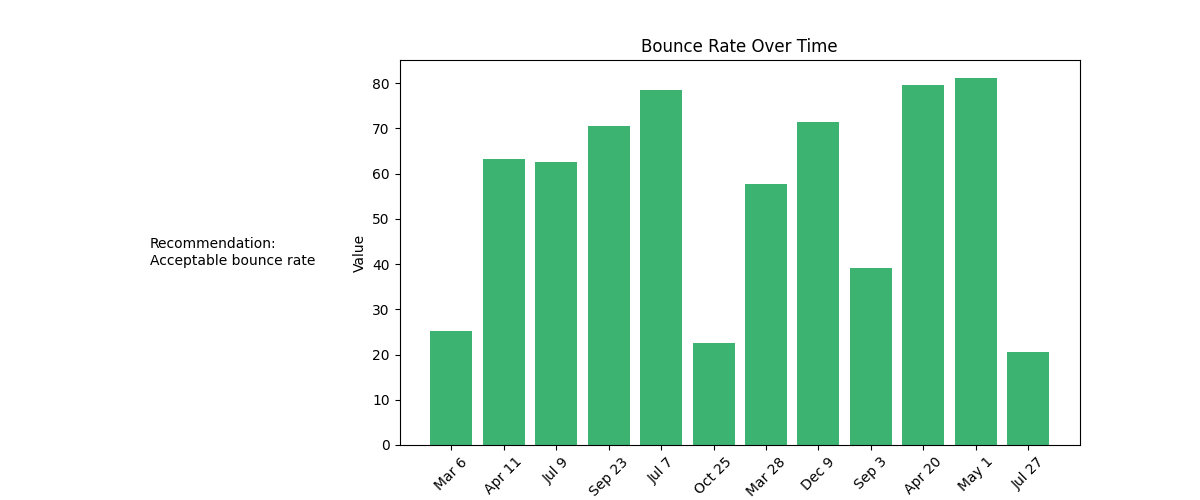 Bounce Rate Over Time
Recommendation:
Acceptable bounce rate
Value
80
70
60
50
40
30
20
10
0
Mar 6
Apr 11
Jul 9
Sep 23
Jul 7
Oct 25
Mar 28
Dec 9
Sep 3
Apr 20
May 1
Jul 27